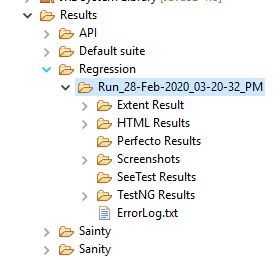 Results
API
Default suite
Regression
Run_28-Feb-2020_03-20-32_PM
Extent Result
HTML Results
Perfecto Results
Screenshots
SeeTest Results
TestNG Results
ErrorLog.txt
Sainty
Sanity